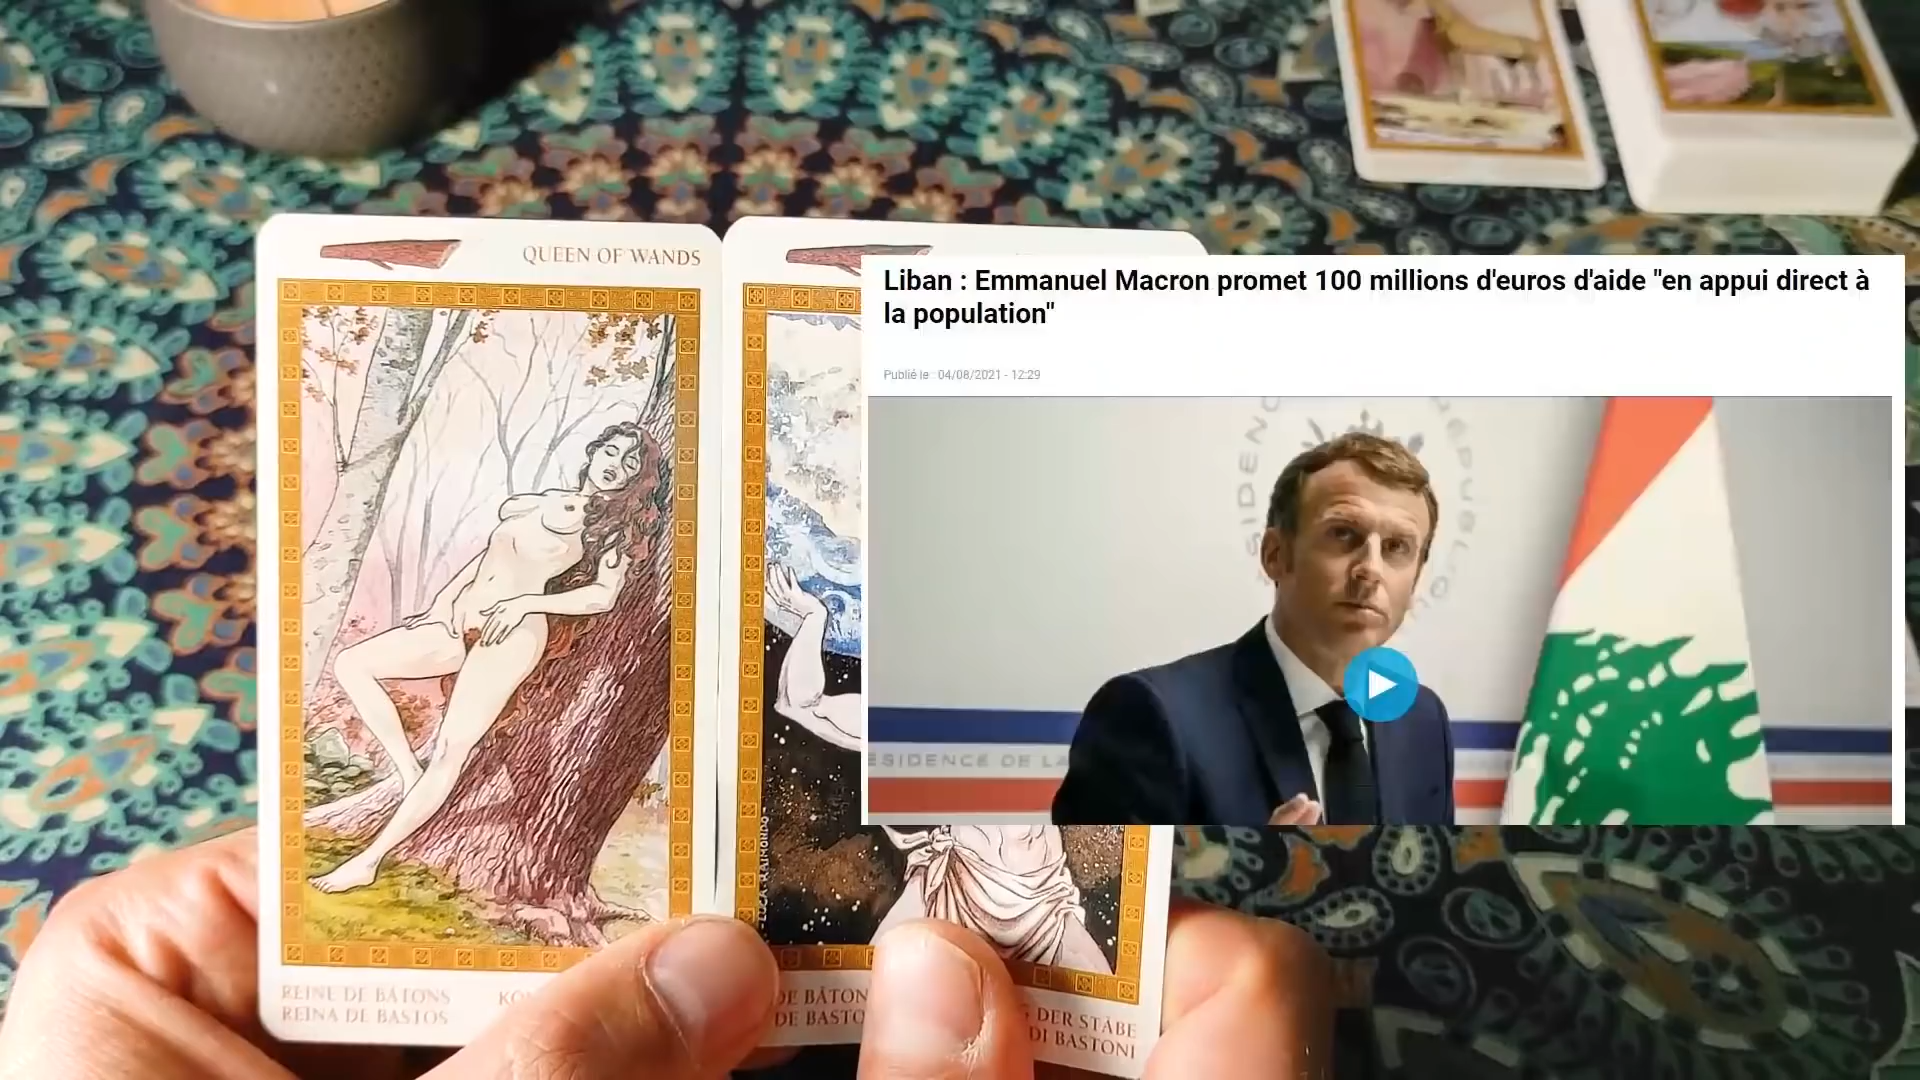 QUEEN OF WANDS
REINE DE BÂTONS
REINA DE BASTOS
DE BÂTON
DE BASTO
DER STÄBE
DI BASTONI
LUCA RAIMONDO
Liban : Emmanuel Macron promet 100 millions d'euros d'aide "en appui direct à
la population"
Publié le : 04/08/2021 - 12:29
ESIDENCE DE LA